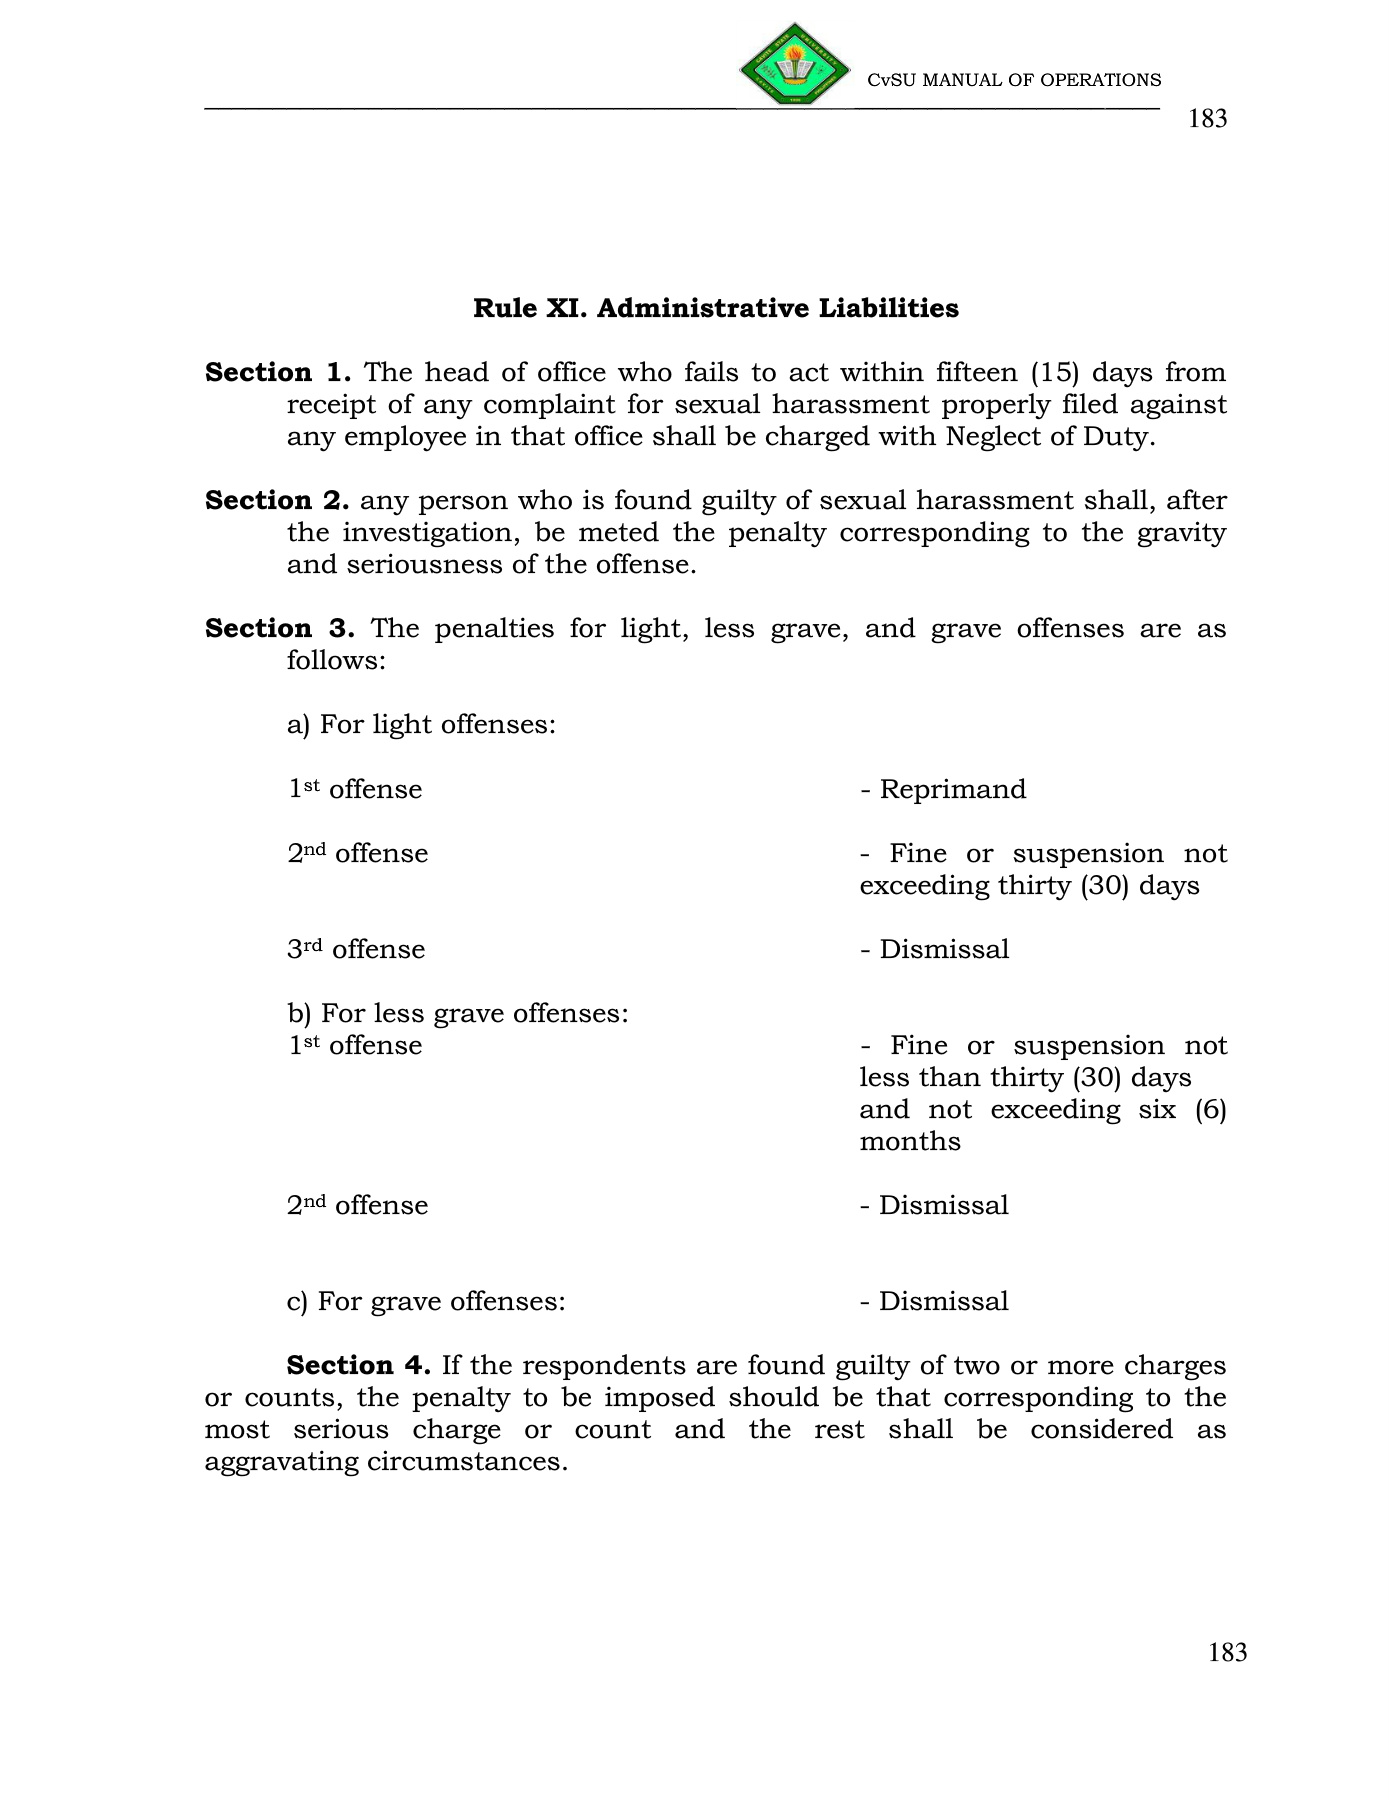 CvSU MANUAL OF OPERATIONS
183
Rule XI. Administrative Liabilities
Section 1. The head of office who fails to act within fifteen (15) days from
receipt of any complaint for sexual harassment properly filed against
any employee in that office shall be charged with Neglect of Duty.
Section 2. any person who is found guilty of sexual harassment shall, after
the investigation, be meted the penalty corresponding to the gravity
and seriousness of the offense.
Section 3. The penalties for light, less grave, and grave offenses are as
follows:
a) For light offenses:
1st offense - Reprimand
2nd offense - Fine or suspension not
exceeding thirty (30) days
3rd offense - Dismissal
b) For less grave offenses:
1st offense - Fine or suspension not
less than thirty (30) days
and not exceeding six (6)
months
2nd offense - Dismissal
c) For grave offenses: - Dismissal
Section 4. If the respondents are found guilty of two or more charges
or counts, the penalty to be imposed should be that corresponding to the
most serious charge or count and the rest shall be considered as
aggravating circumstances.
183